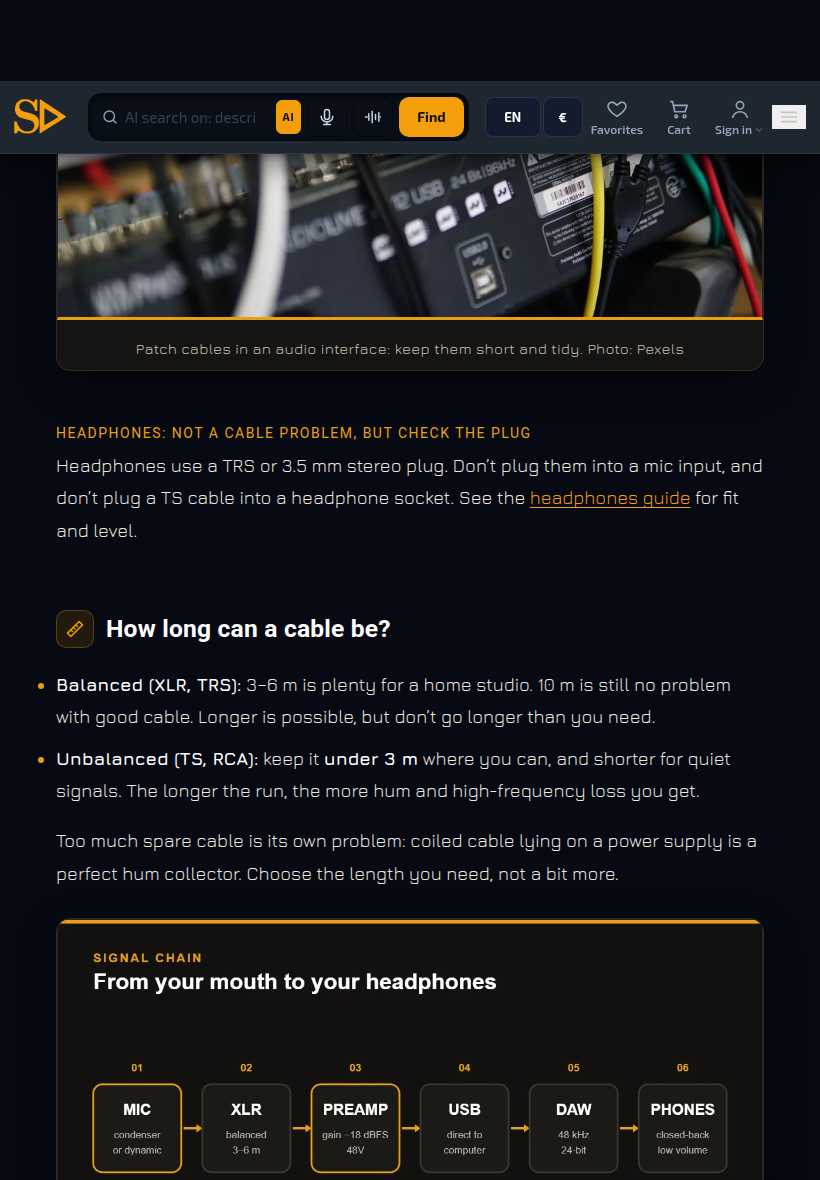 SD
AI search on: descri
AI
Find
EN
€
Favorites
Cart
Sign in
12 USB 24 Bit | 96kHz
USB2.0
Patch cables in an audio interface: keep them short and tidy. Photo: Pexels
HEADPHONES: NOT A CABLE PROBLEM, BUT CHECK THE PLUG
Headphones use a TRS or 3.5 mm stereo plug. Don’t plug them into a mic input, and
don’t plug a TS cable into a headphone socket. See the headphones guide for fit
and level.
How long can a cable be?
Balanced (XLR, TRS): 3–6 m is plenty for a home studio. 10 m is still no problem
with good cable. Longer is possible, but don’t go longer than you need.
Unbalanced (TS, RCA): keep it under 3 m where you can, and shorter for quiet
signals. The longer the run, the more hum and high-frequency loss you get.
Too much spare cable is its own problem: coiled cable lying on a power supply is a
perfect hum collector. Choose the length you need, not a bit more.
SIGNAL CHAIN
From your mouth to your headphones
01
02
03
04
05
06
MIC
XLR
PREAMP
USB
DAW
PHONES
condenser
or dynamic
balanced
3–6 m
gain −18 dBFS
48V
direct to
computer
48 kHz
24-bit
closed-back
low volume